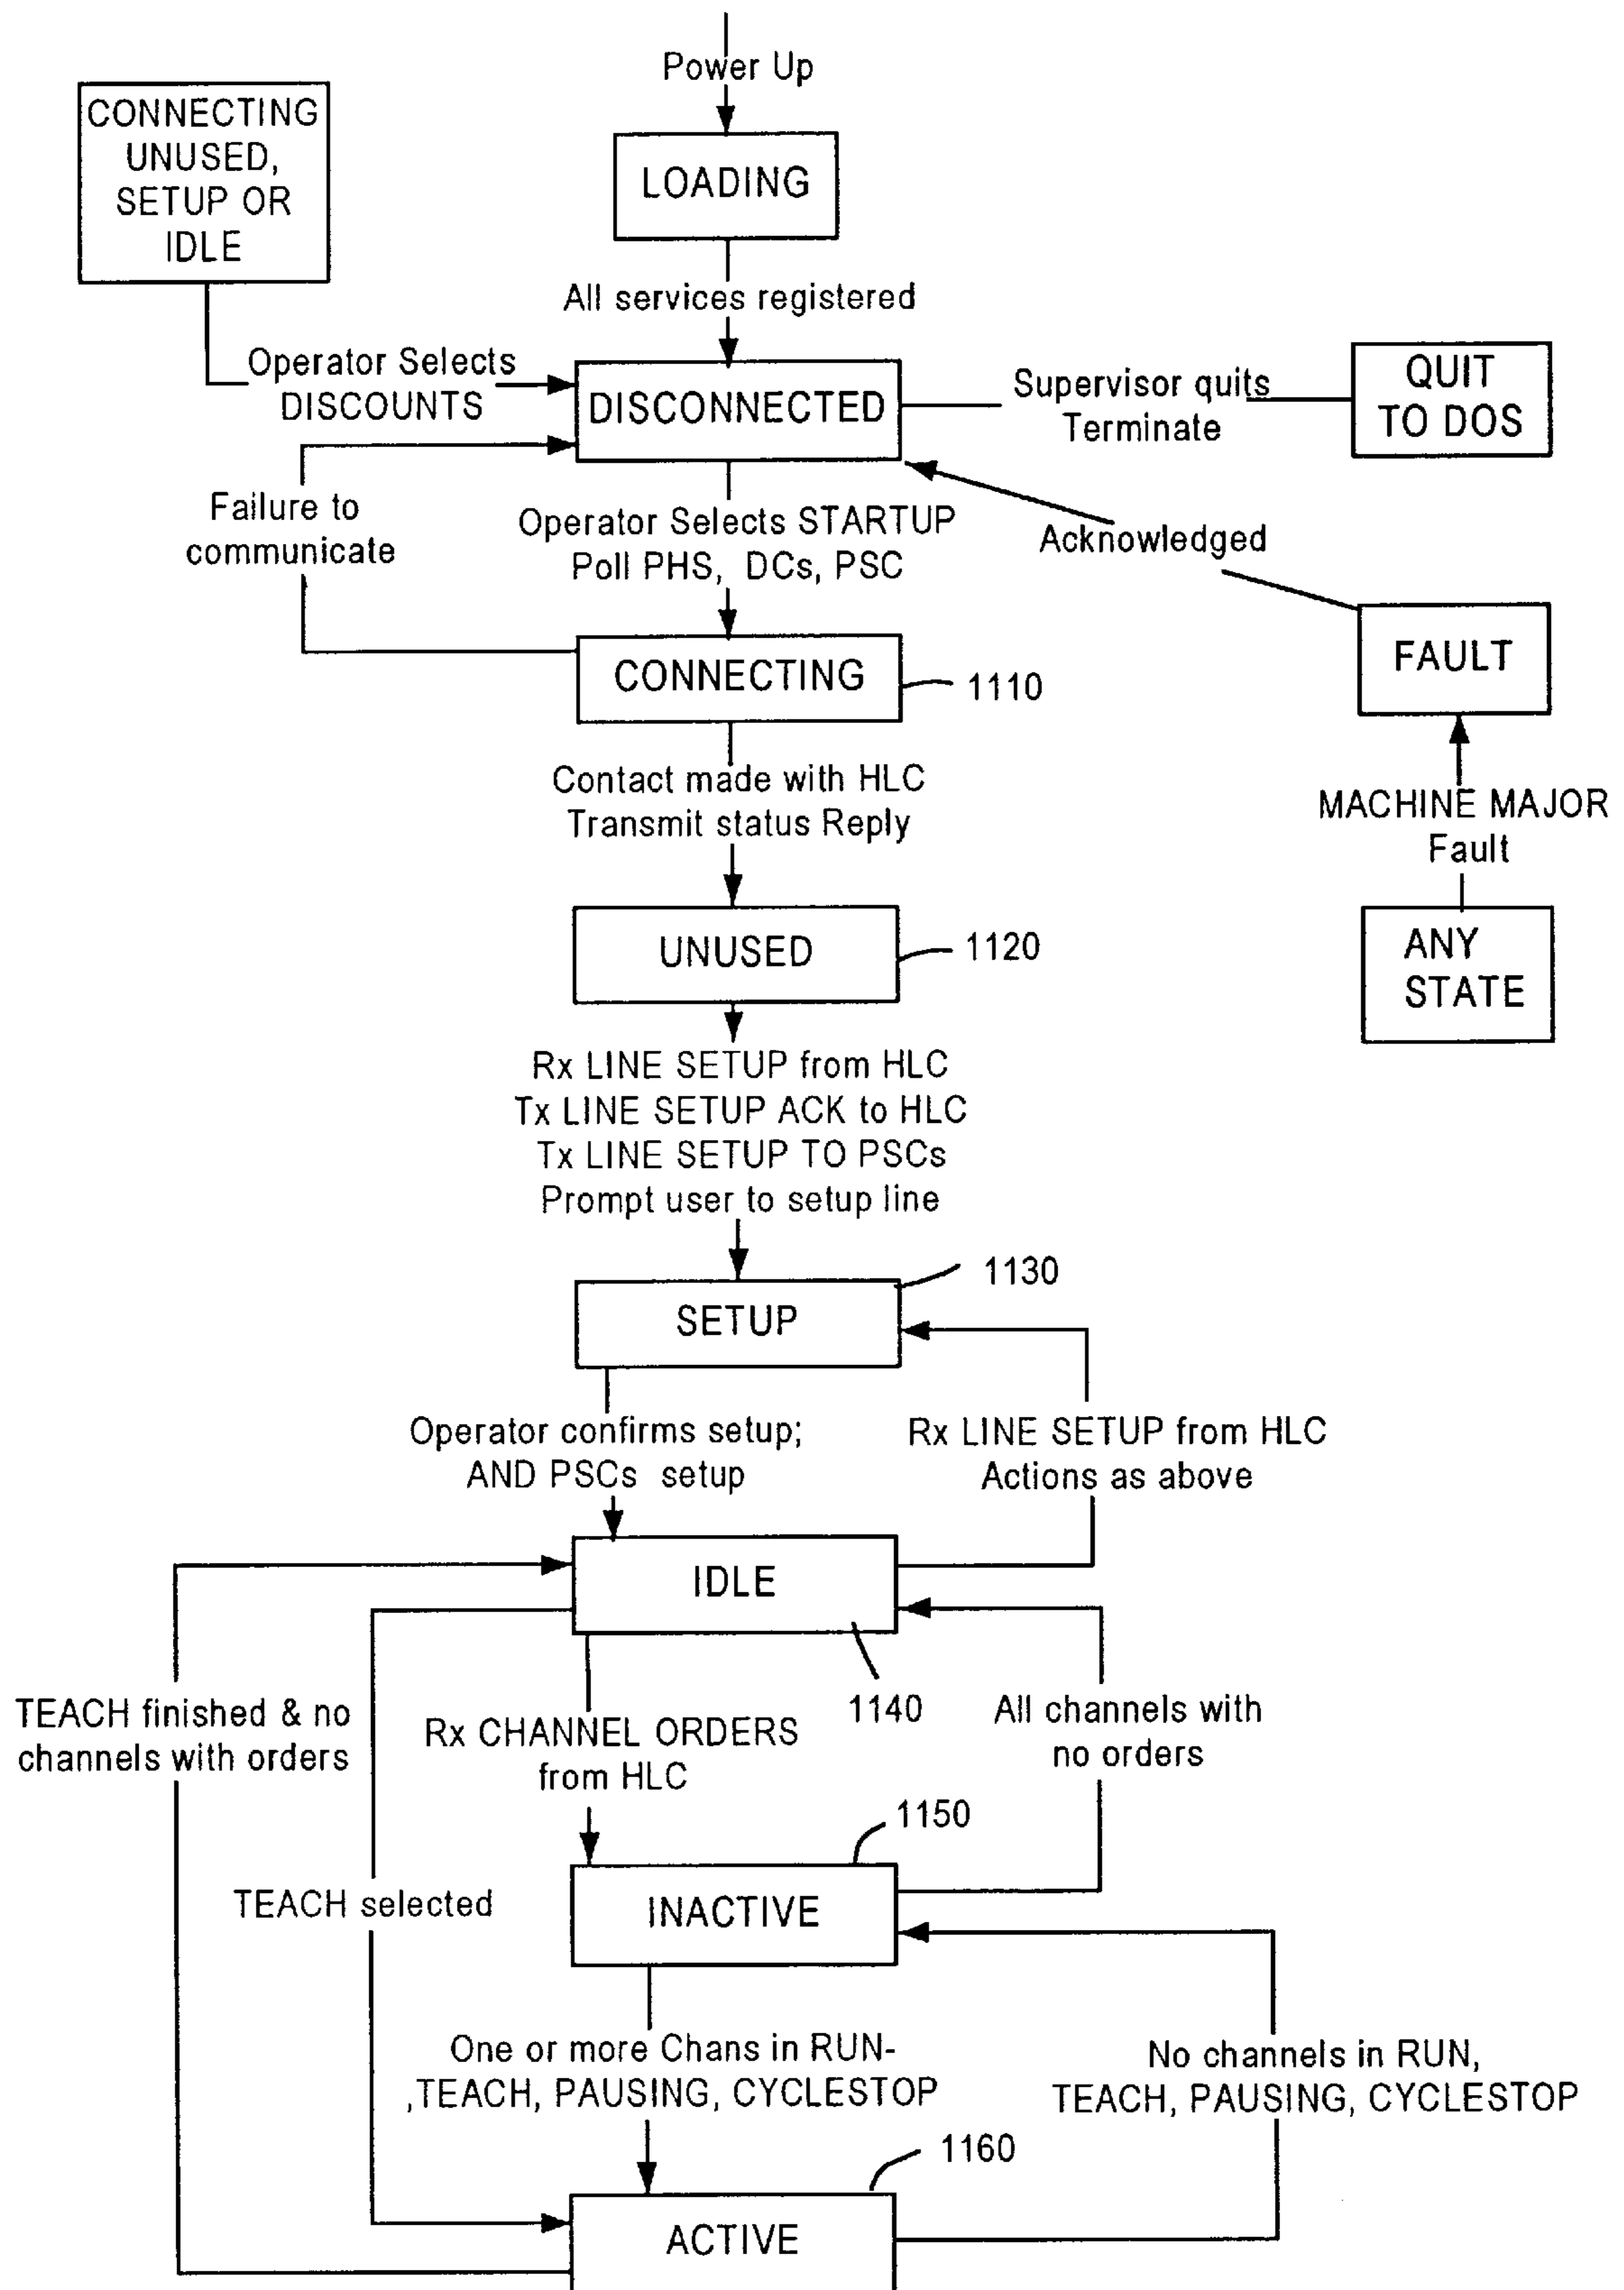 Power Up
CONNECTING
UNUSED,
SETUP OR
IDLE
LOADING
All services registered
Operator Selects
DISCOUNTS
DISCONNECTED
Supervisor quits
Terminate
QUIT
TO DOS
Failure to
communicate
Operator Selects STARTUP
Poll PHS, DCs, PSC
Acknowledged
CONNECTING
1110
FAULT
Contact made with HLC
Transmit status Reply
MACHINE MAJOR
Fault
UNUSED
1120
ANY
STATE
Rx LINE SETUP from HLC
Tx LINE SETUP ACK to HLC
Tx LINE SETUP TO PSCs
Prompt user to setup line
1130
SETUP
Operator confirms setup;
AND PSCs setup
Rx LINE SETUP from HLC
Actions as above
IDLE
1140
TEACH finished & no
channels with orders
Rx CHANNEL ORDERS
from HLC
All channels with
no orders
1150
TEACH selected
INACTIVE
One or more Chans in RUN-
,TEACH, PAUSING, CYCLESTOP
No channels in RUN,
TEACH, PAUSING, CYCLESTOP
1160
ACTIVE